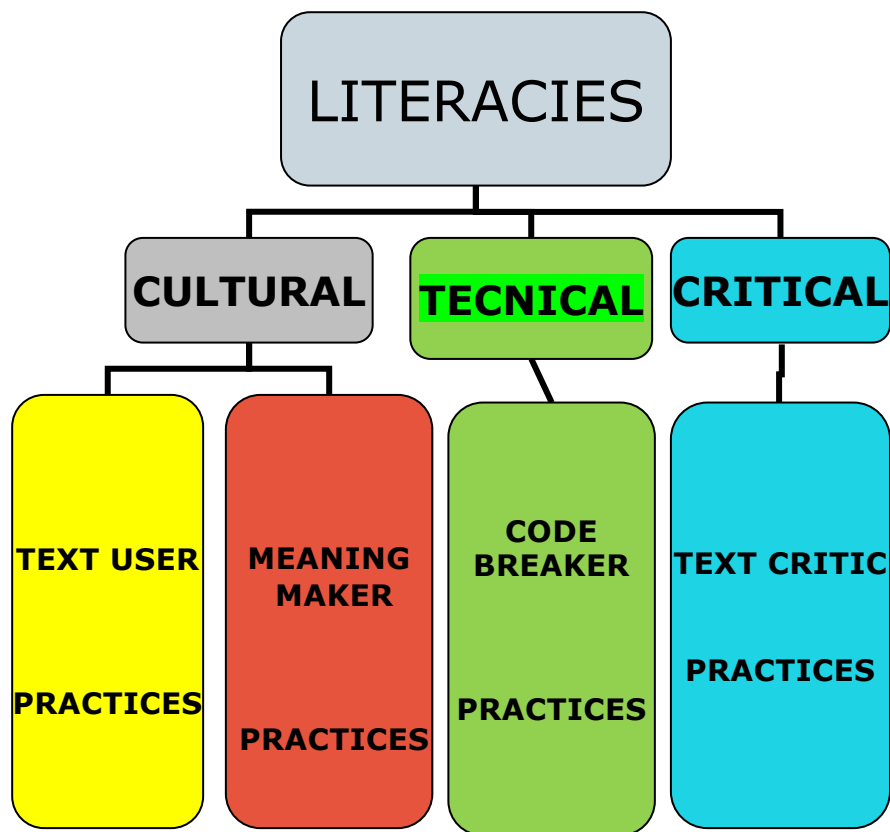 LITERACIES
CULTURAL
TECNICAL
CRITICAL
TEXT USER
PRACTICES
MEANING
MAKER
PRACTICES
CODE
BREAKER
PRACTICES
TEXT CRITIC
PRACTICES